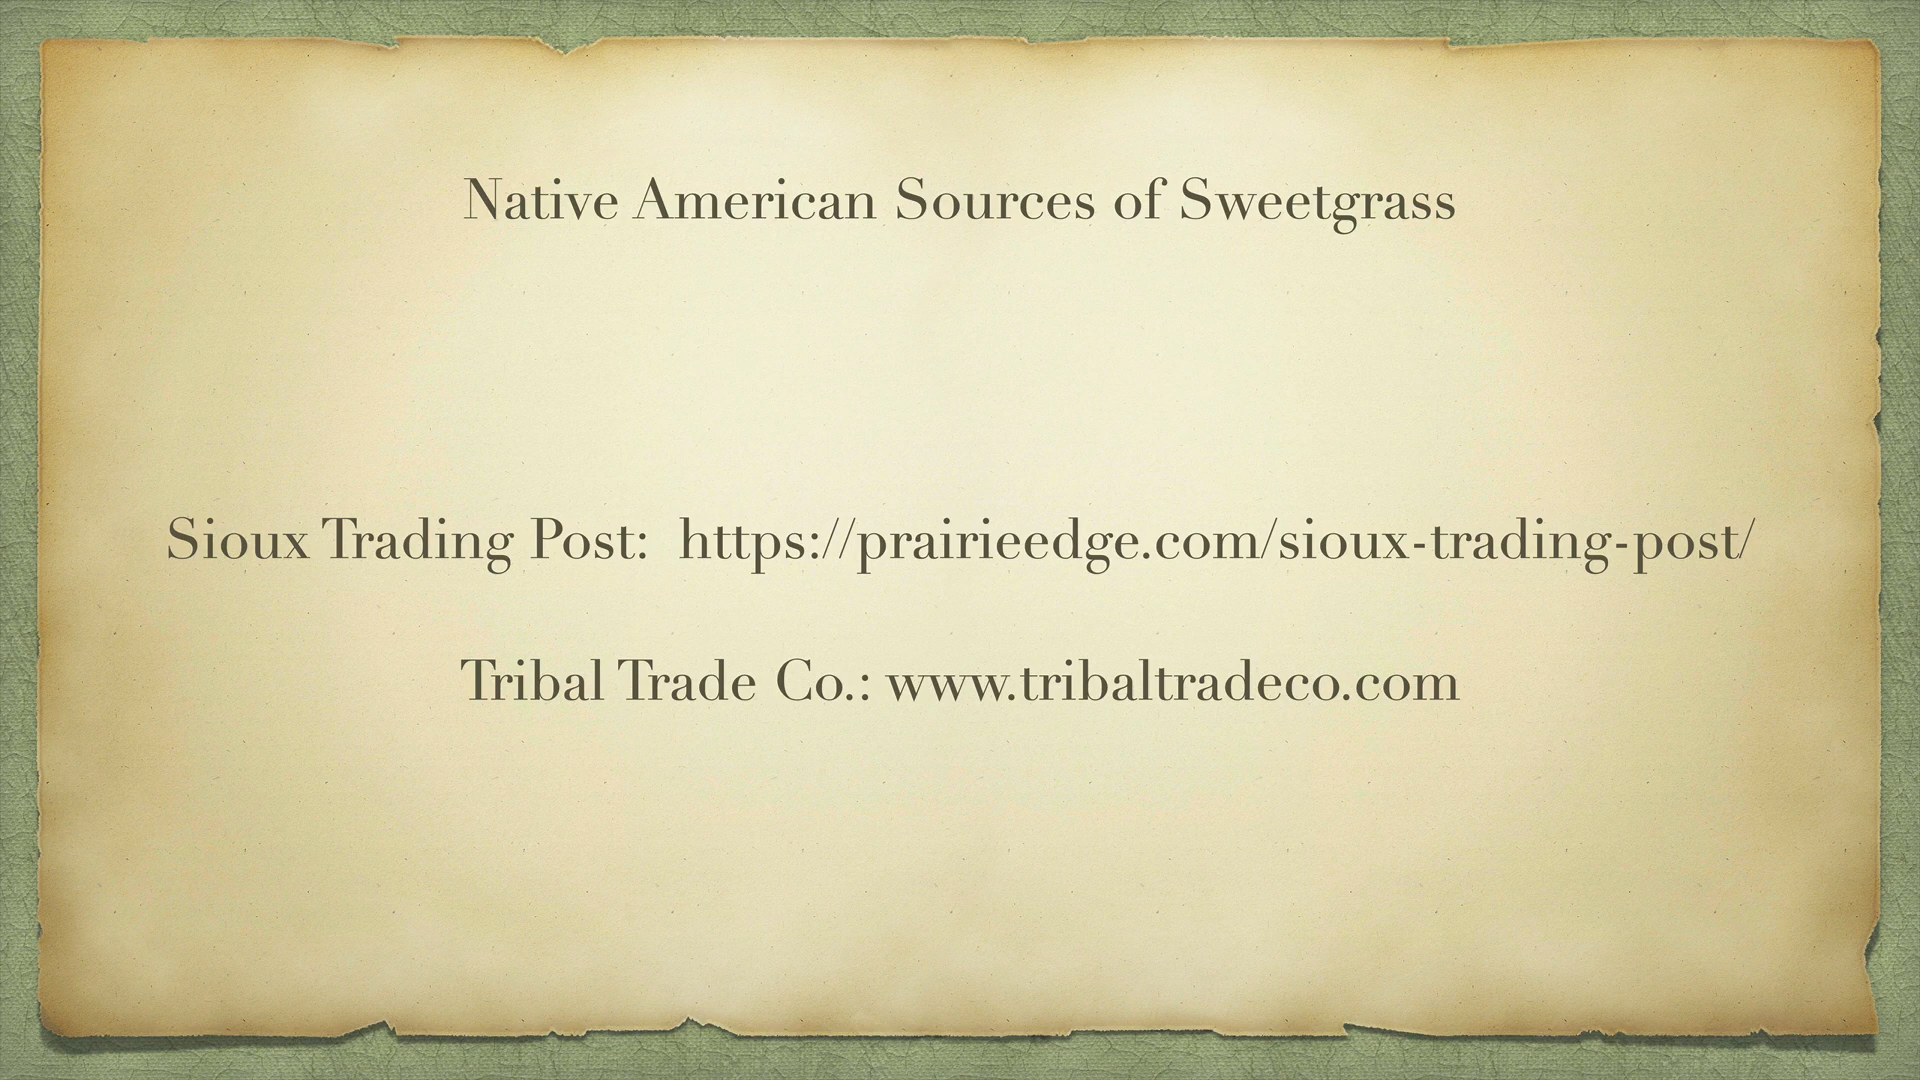 Native American Sources of Sweetgrass
Sioux Trading Post:  https://prairieedge.com/sioux-trading-post/
Tribal Trade Co.: www.tribaltradeco.com